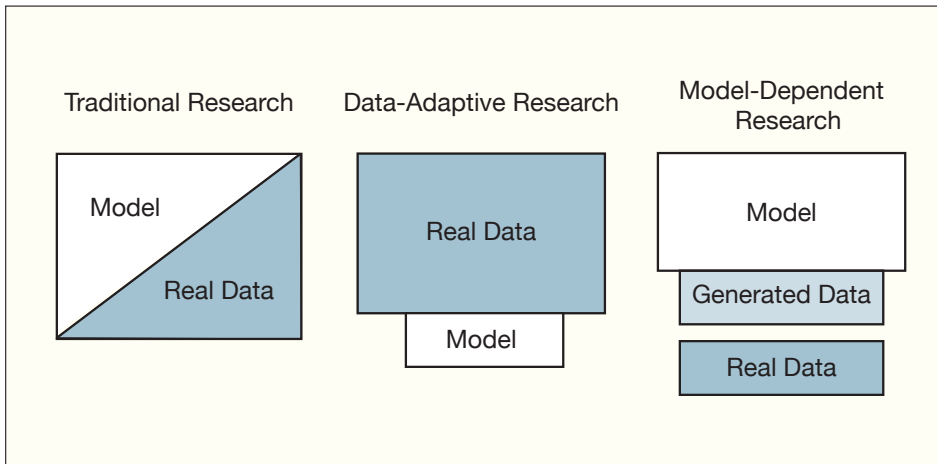 Traditional Research
Model
Real Data
Data-Adaptive Research
Real Data
Model
Model-Dependent
Research
Model
Generated Data
Real Data